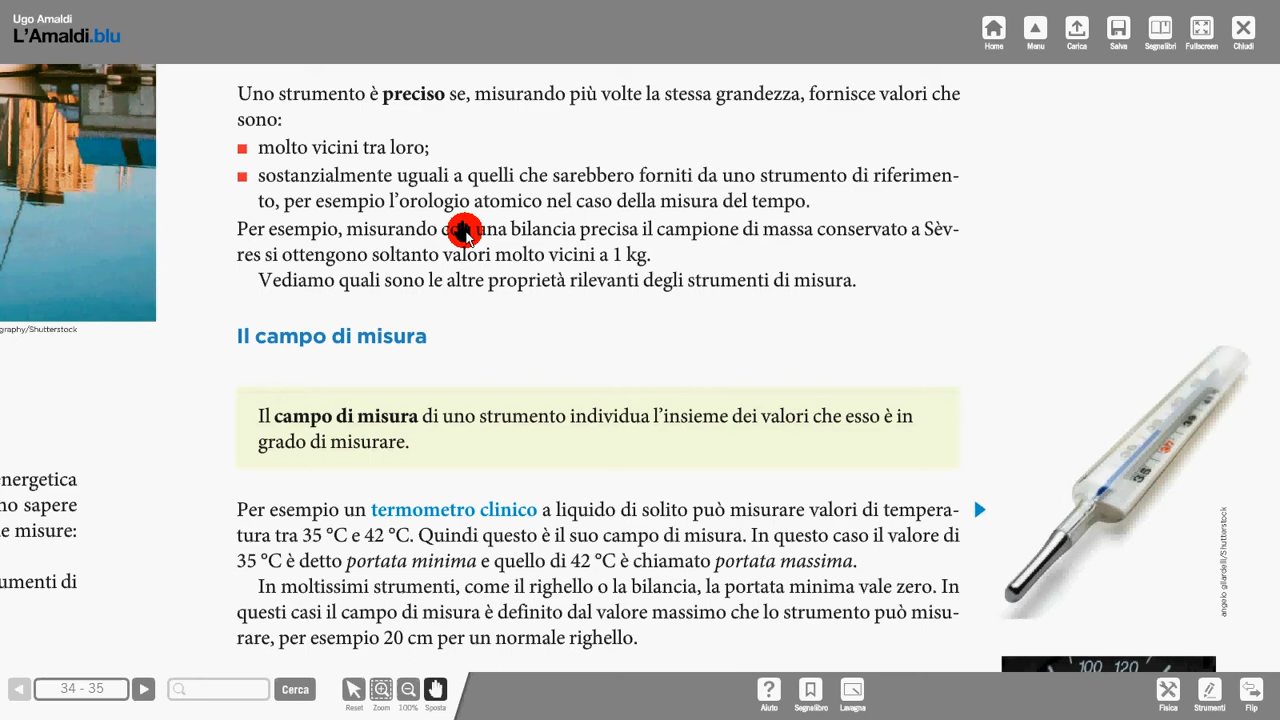 Ugo Amaldi
L'Amaldi.blu
Home Menu Carica Salva Segnalibri Fullscreen Chiudi
Uno strumento è preciso se, misurando più volte la stessa grandezza, fornisce valori che
sono:
molto vicini tra loro;
sostanzialmente uguali a quelli che sarebbero forniti da uno strumento di riferimen-
to, per esempio l'orologio atomico nel caso della misura del tempo.
Per esempio, misurando con una bilancia precisa il campione di massa conservato a Sèv-
res si ottengono soltanto valori molto vicini a 1 kg.
Vediamo quali sono le altre proprietà rilevanti degli strumenti di misura.
graphy/Shutterstock
Il campo di misura
Il campo di misura di uno strumento individua l'insieme dei valori che esso è in
grado di misurare.
energetica
no sapere
e misure:
umenti di
Per esempio un termometro clinico a liquido di solito può misurare valori di tempera-
tura tra 35 °C e 42 °C. Quindi questo è il suo campo di misura. In questo caso il valore di
35 °C è detto portata minima e quello di 42 °C è chiamato portata massima.
In moltissimi strumenti, come il righello o la bilancia, la portata minima vale zero. In
questi casi il campo di misura è definito dal valore massimo che lo strumento può misu-
rare, per esempio 20 cm per un normale righello.
angelo gilardelli/Shutterstock
100 120
34 - 35
Cerca
Reset Zoom 100% Sposta
Aiuto Segnalibro Lavagna
Fisica Strumenti Flip